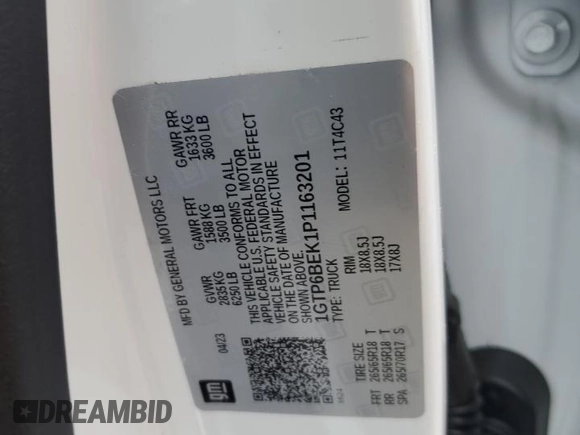 MFD BY GENERAL MOTORS LLC
04/23
GVWR
2835 KG
6250 LB
GAWR FRT
1588 KG
3500 LB
GAWR RR
1633 KG
3600 LB
THIS VEHICLE CONFORMS TO ALL
APPLICABLE U.S. FEDERAL MOTOR
VEHICLE SAFETY STANDARDS IN EFFECT
ON THE DATE OF MANUFACTURE
SHOWN ABOVE.
1GTP6BEK1P1163201
TYPE: TRUCK
MODEL: 11T4C43
TIRE SIZE RIM
FRT 265/65R18 T 18X8.5J
RR 265/65R18 T 18X8.5J
SPA 265/70R17 S 17X8J
gm
DREAMBID